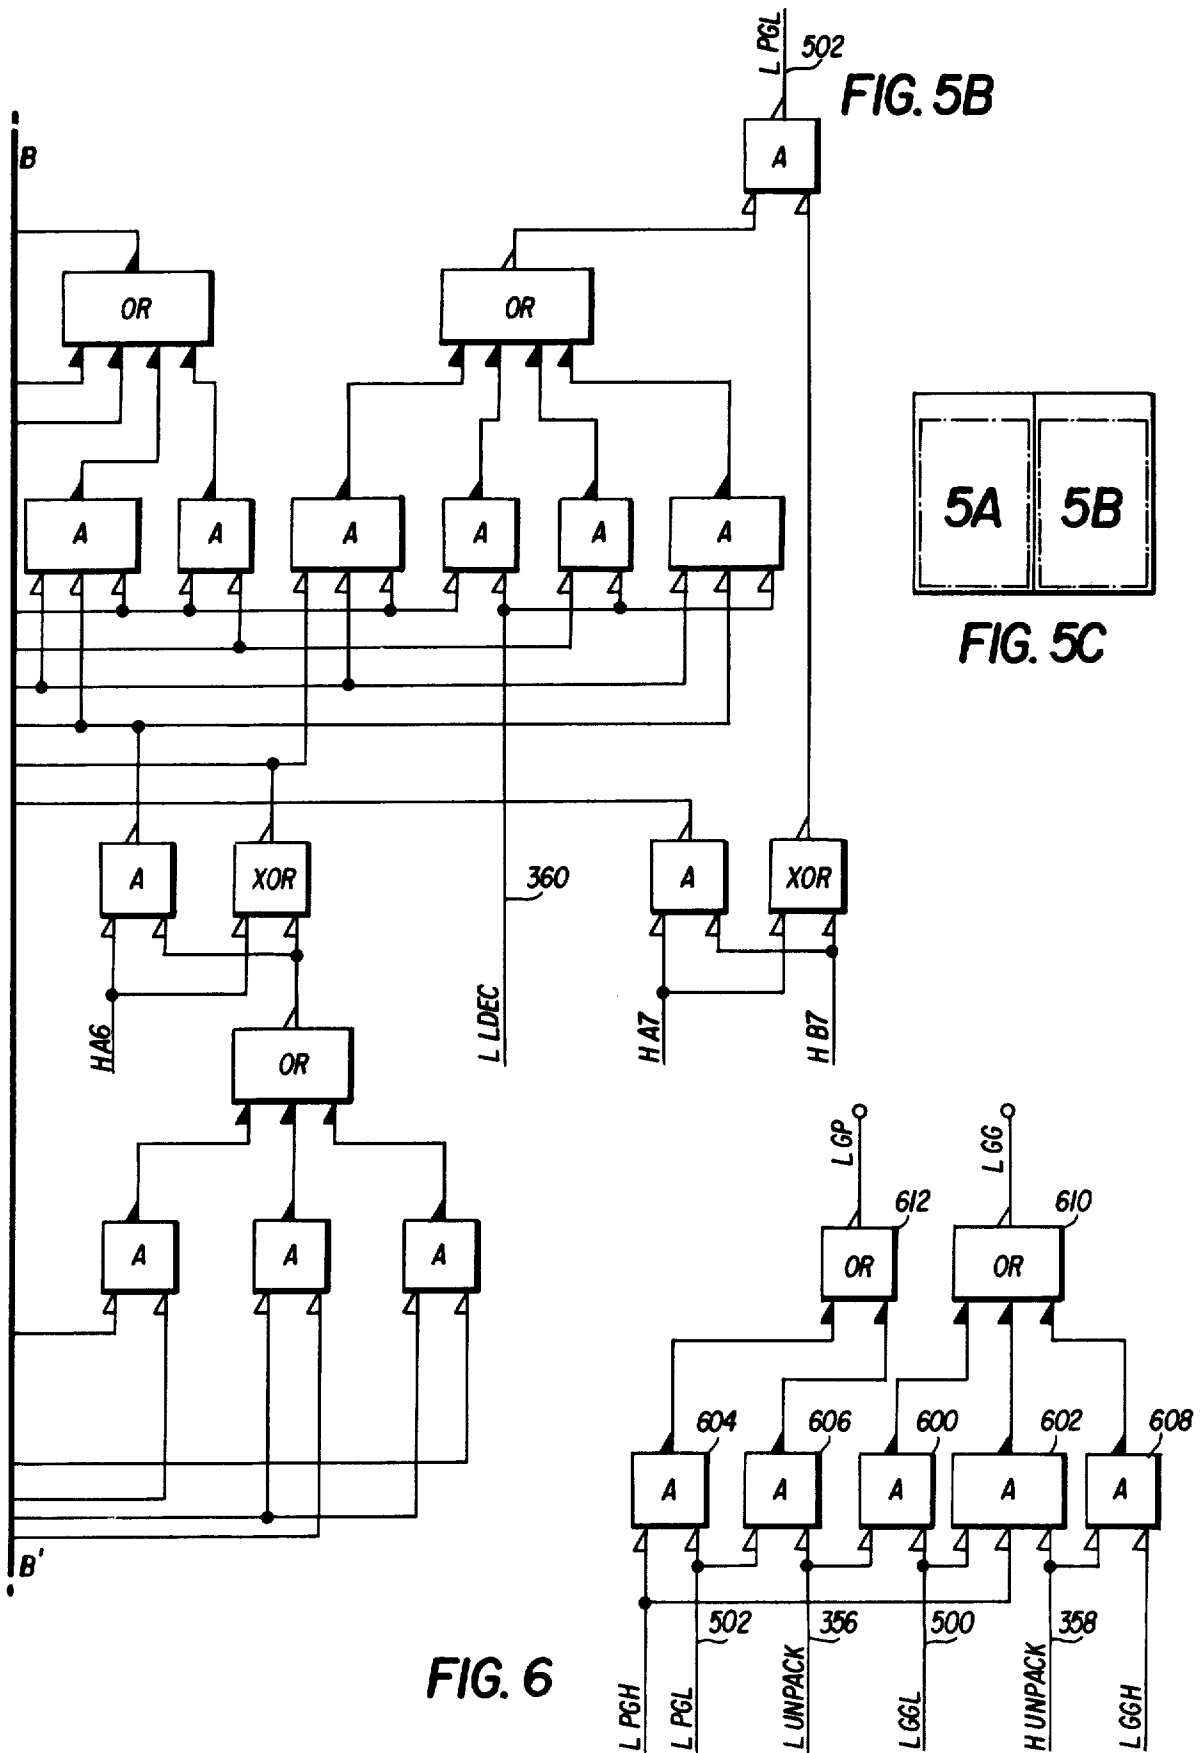 L PGL
502
FIG. 5B
B
A
OR
OR
A
A
A
A
A
A
5A
5B
FIG. 5C
A
XOR
360
A
XOR
HA6
L LDEC
H A7
H B7
OR
A
A
A
L GP
L GG
612
610
OR
OR
604
606
600
602
608
A
A
A
A
A
B'
502
356
500
358
FIG. 6
L PGH
L PGL
L UNPACK
L GGL
H UNPACK
L GGH